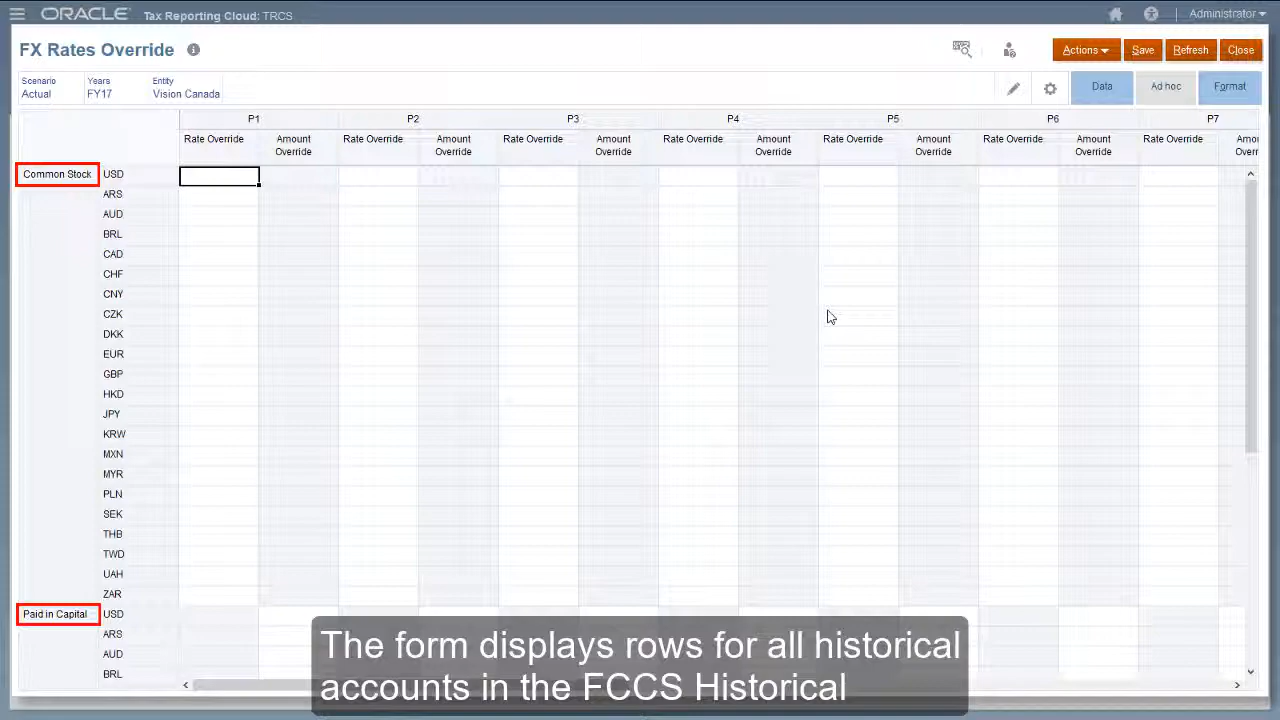 ORACLE Tax Reporting Cloud: TRCS Administrator
FX Rates Override Actions Save Refresh Close
Scenario Years Entity
Actual FY17 Vision Canada Data Ad hoc Format
P1 P2 P3 P4 P5 P6 P7
Rate Override Amount Override Rate Override Amount Override Rate Override Amount Override Rate Override Amount Override Rate Override Amount Override Rate Override Amount Override Rate Override
Common Stock USD
ARS
AUD
BRL
CAD
CHF
CNY
CZK
DKK
EUR
GBP
HKD
JPY
KRW
MXN
MYR
PLN
SEK
THB
TWD
UAH
ZAR
Paid in Capital USD
ARS
AUD
BRL
The form displays rows for all historical
accounts in the FCCS Historical